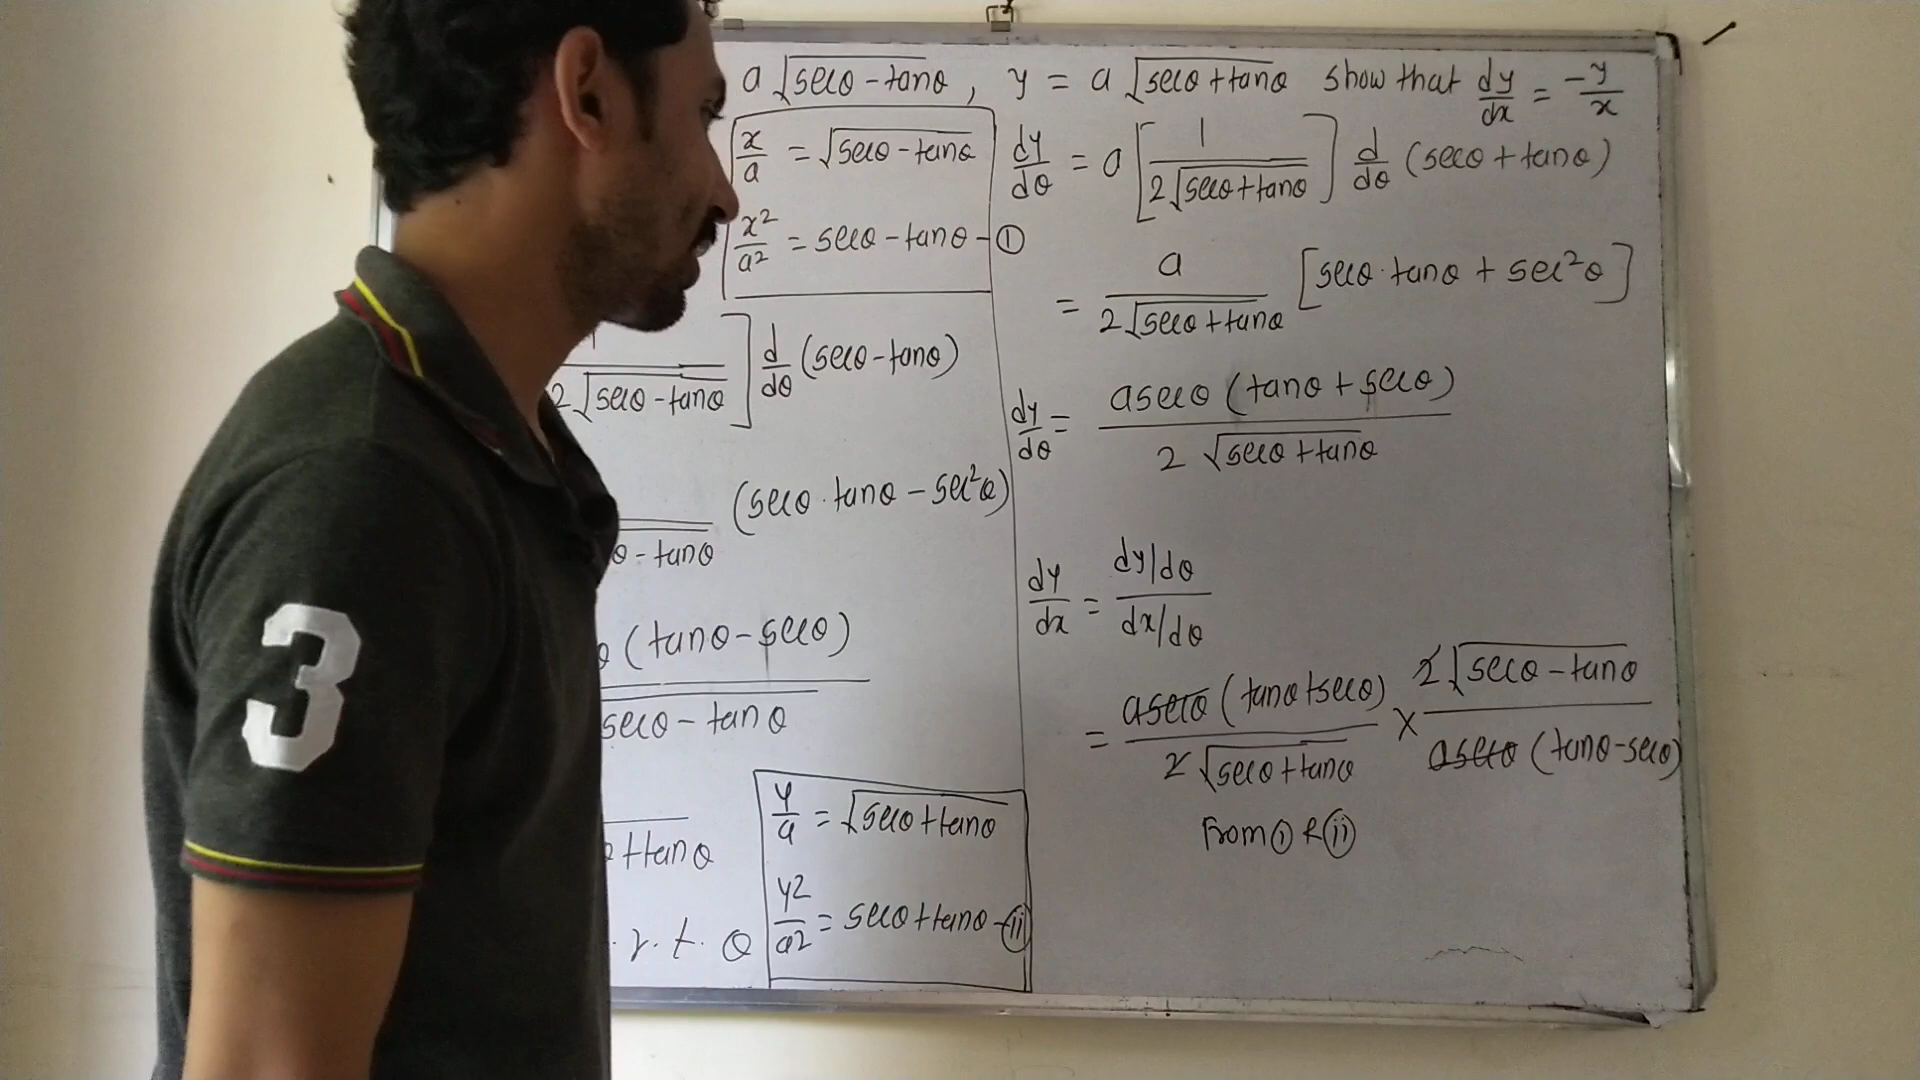 a √(secθ - tanθ) , y = a √(secθ + tanθ) show that dy/dx = -y/x
x/a = √(secθ - tanθ)
x²/a² = secθ - tanθ - ①
2√(secθ - tanθ) ] d/dθ (secθ - tanθ)
(secθ · tanθ - sec²θ)
θ - tanθ
(tanθ - secθ)
secθ - tanθ
+tanθ
y/a = √(secθ + tanθ)
y²/a² = secθ + tanθ - ⅱ
. r. t. θ
dy/dθ = a [ 1 / 2√(secθ + tanθ) ] d/dθ (secθ + tanθ)
= a / 2√(secθ + tanθ) [secθ · tanθ + sec²θ]
dy/dθ = a secθ (tanθ + secθ) / 2 √(secθ + tanθ)
dy/dx = dy/dθ / dx/dθ
= a secθ (tanθ + secθ) / 2 √(secθ + tanθ) × 2 √(secθ - tanθ) / a secθ (tanθ - secθ)
From ⓘ & ⅱ
3